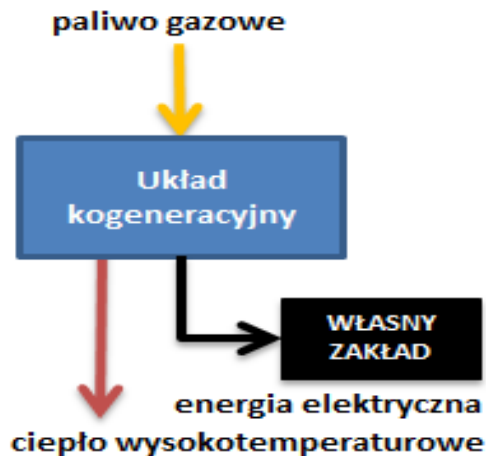 paliwo gazowe
Układ
kogeneracyjny
WŁASNY
ZAKŁAD
energia elektryczna
ciepło wysokotemperaturowe